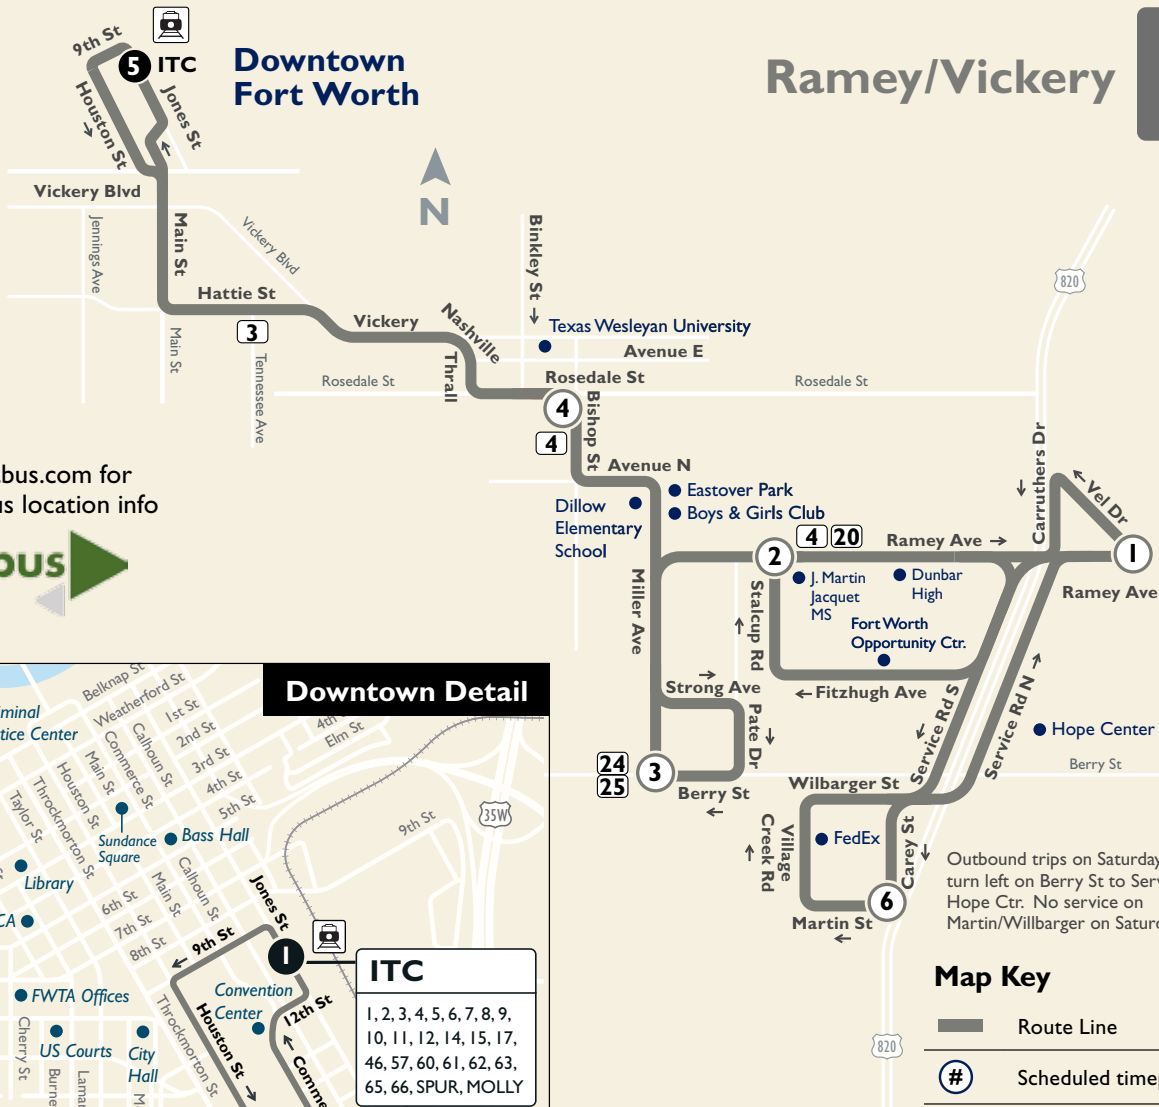 Ramey/Vickery
Downtown
Fort Worth
9th St
5
ITC
Houston St
Jones St
Vickery Blvd
N
Jennings Ave
Main St
Vickery Blvd
Hattie St
3
Main St
Tennessee Ave
Vickery
Nashville
Thrall
Binkley St
Texas Wesleyan University
Avenue E
Rosedale St
Rosedale St
Rosedale St
820
4
4
Bishop St
Avenue N
Eastover Park
Boys & Girls Club
Dillow
Elementary
School
Carruthers Dr
Vel Dr
1
Ramey Ave
2
4
20
Ramey Ave
J. Martin
Jacquet
MS
Dunbar
High
Fort Worth
Opportunity Ctr.
Miller Ave
Stalcup Rd
Fitzhugh Ave
Strong Ave
Pate Dr
24
25
3
Berry St
Service Rd S
Service Rd N
Hope Center
Berry St
Wilbarger St
Village
Creek Rd
FedEx
Carey St
6
Martin St
Outbound trips on Saturday
turn left on Berry St to
Hope Ctr. No service on
Martin/Willbarger on
820
Map Key
Route Line
#
Scheduled
bus.com for
location info
bus
Downtown Detail
Belknap St
Weatherford St
1st St
2nd St
3rd St
4th St
5th St
4th
Elm St
Center
Calhoun St
Commerce St
Main St
Houston St
Throckmorton St
Taylor St
Sundance
Square
Bass Hall
Library
35W
9th St
Calhoun St
Main St
6th St
7th St
8th St
9th St
Jones St
1
ITC
1, 2, 3, 4, 5, 6, 7, 8, 9,
10, 11, 12, 14, 15, 17,
46, 57, 60, 61, 62, 63,
65, 66, SPUR, MOLLY
FWTA Offices
Convention
Center
12th St
Houston St
Throckmorton St
US Courts
City
Hall
Cherry St